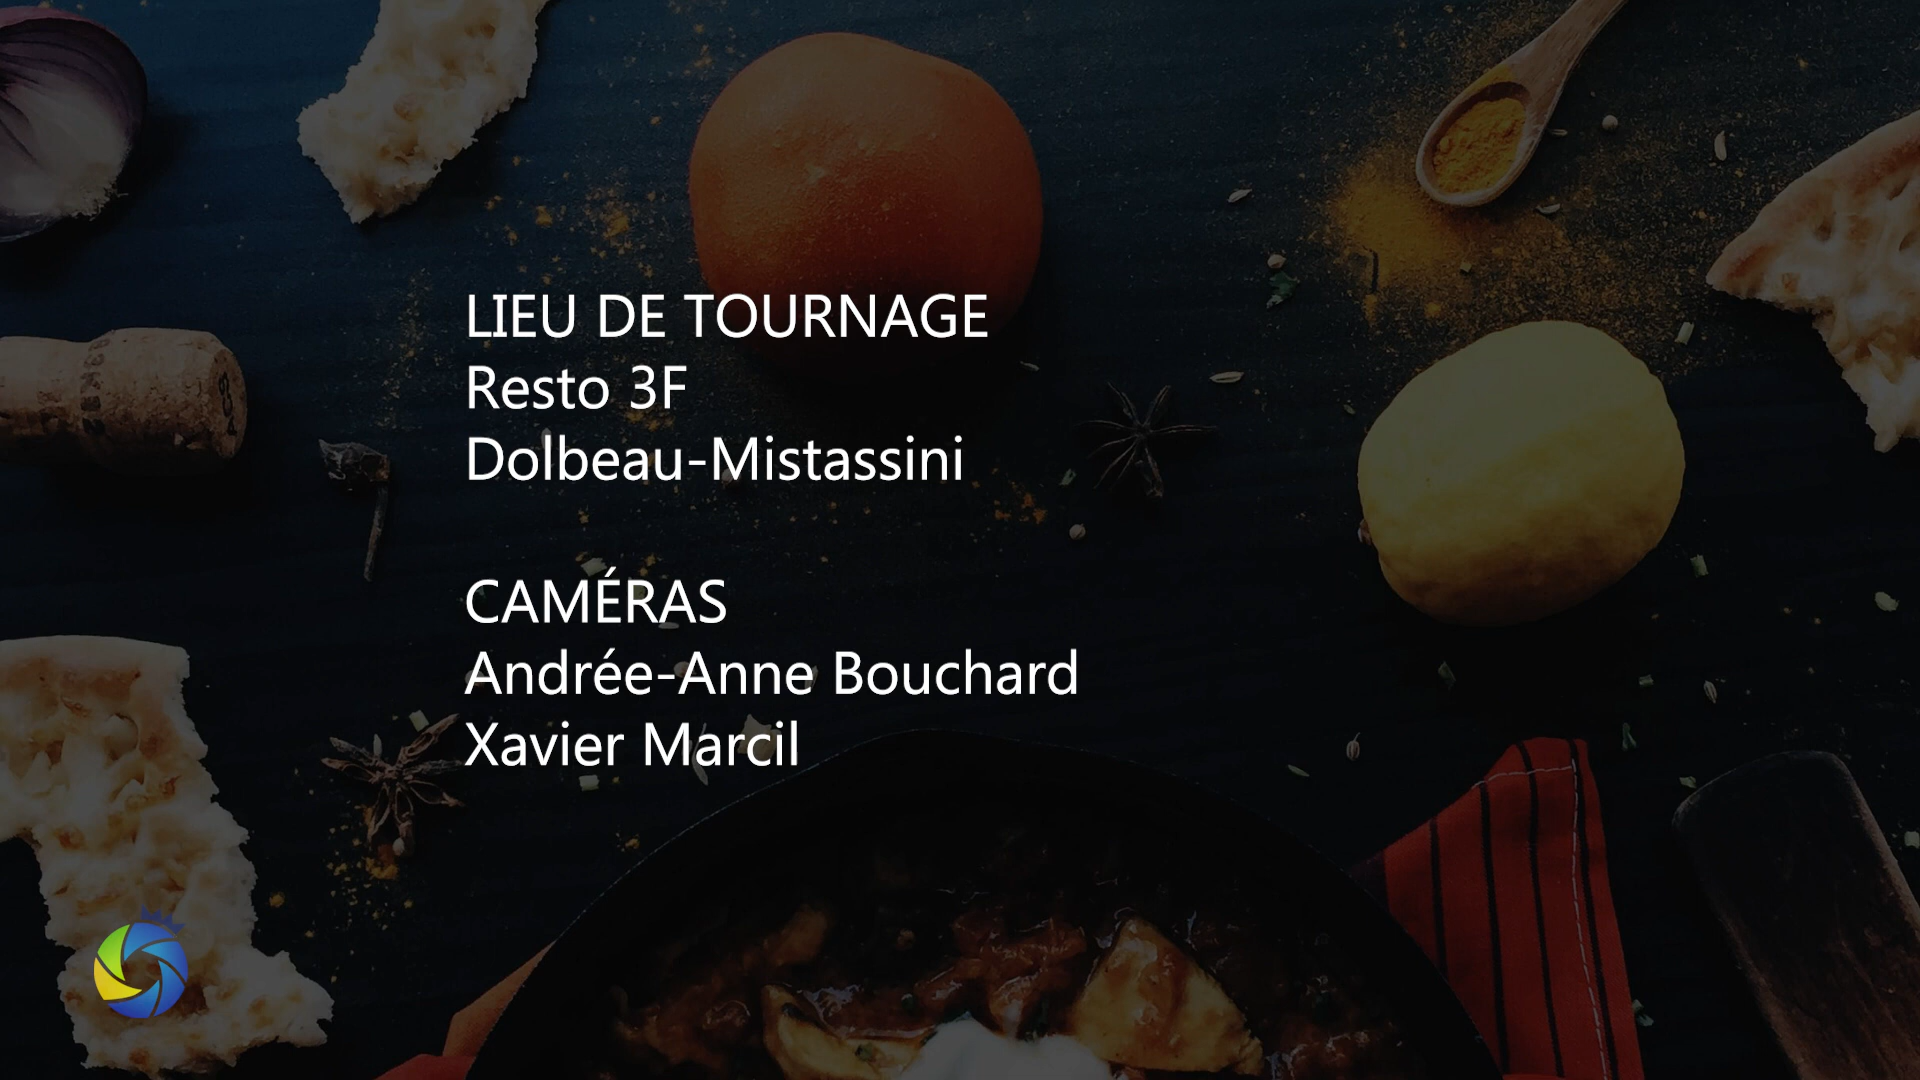 LIEU DE TOURNAGE
Resto 3F
Dolbeau-Mistassini
CAMÉRAS
Andrée-Anne Bouchard
Xavier Marcil